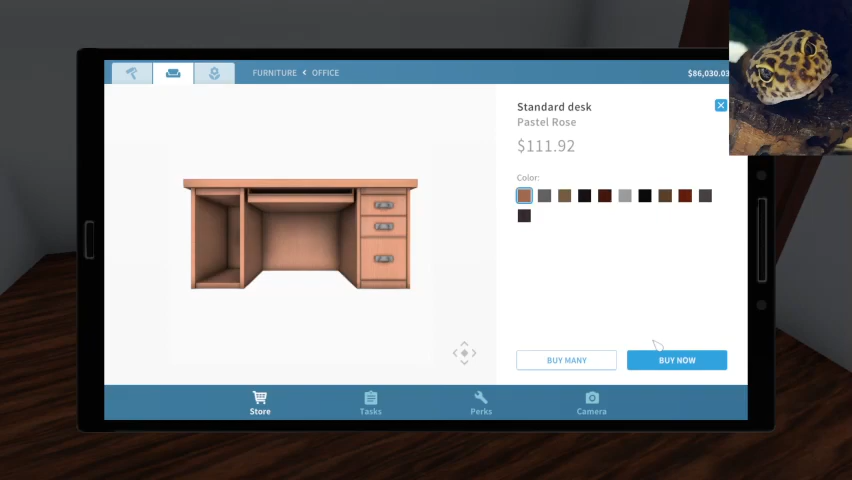 FURNITURE < OFFICE
$86,030.03
Standard desk
Pastel Rose
$111.92
Color:
BUY MANY
BUY NOW
Store
Tasks
Perks
Camera